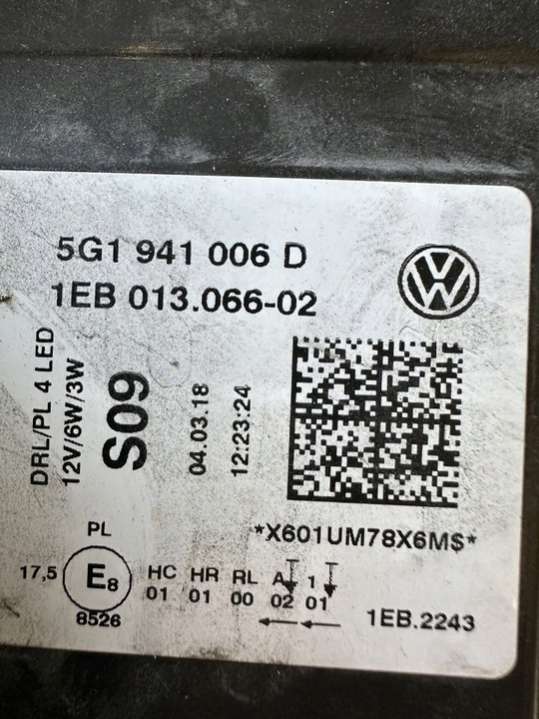 5G1 941 006 D
1EB 013.066-02
DRL/PL 4 LED
12V/6W/3W
S09
04.03.18
12:23:24
*X601UM78X6M$*
PL
17,5 E8 HC HR RL A 1
01 01 00 02 01
8526
1EB.2243